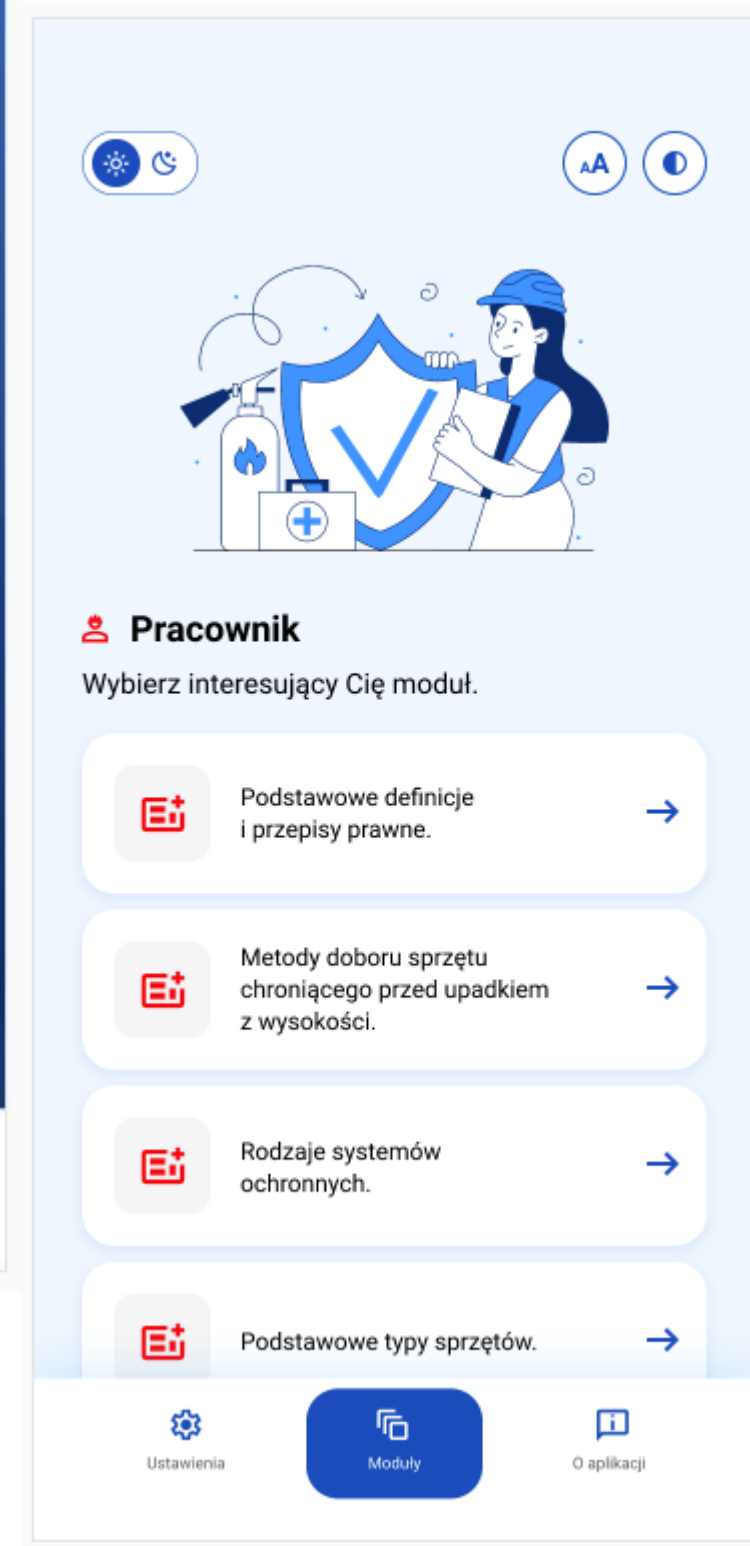 AA
Pracownik
Wybierz interesujący Cię moduł.
Podstawowe definicje
i przepisy prawne.
Metody doboru sprzętu
chroniącego przed upadkiem
z wysokości.
Rodzaje systemów
ochronnych.
Podstawowe typy sprzętów.
Ustawienia
Moduły
O aplikacji